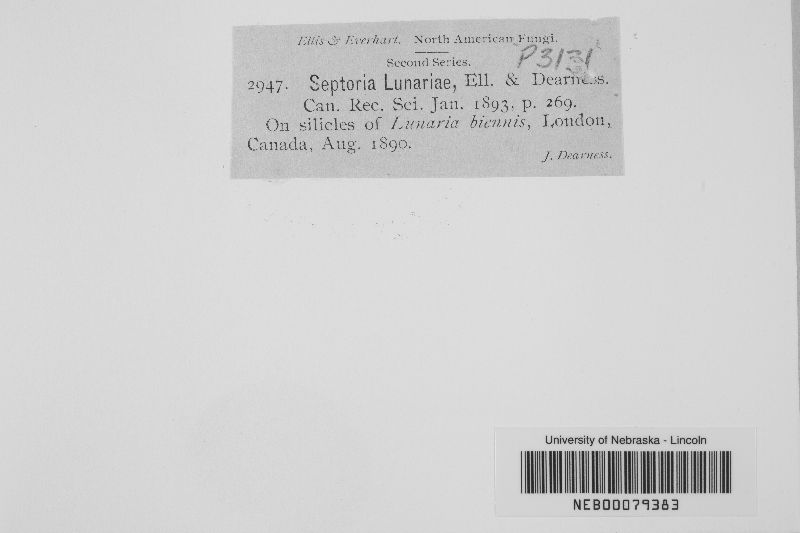 Ellis & Everhart. North American Fungi.
Second Series.
P3131
2947. Septoria Lunariae, Ell. & Dearness.
Can. Rec. Sci. Jan. 1893, p. 269.
On silicles of Lunaria biennis, London,
Canada, Aug. 1890.
J. Dearness.
University of Nebraska - Lincoln
NEB00079383